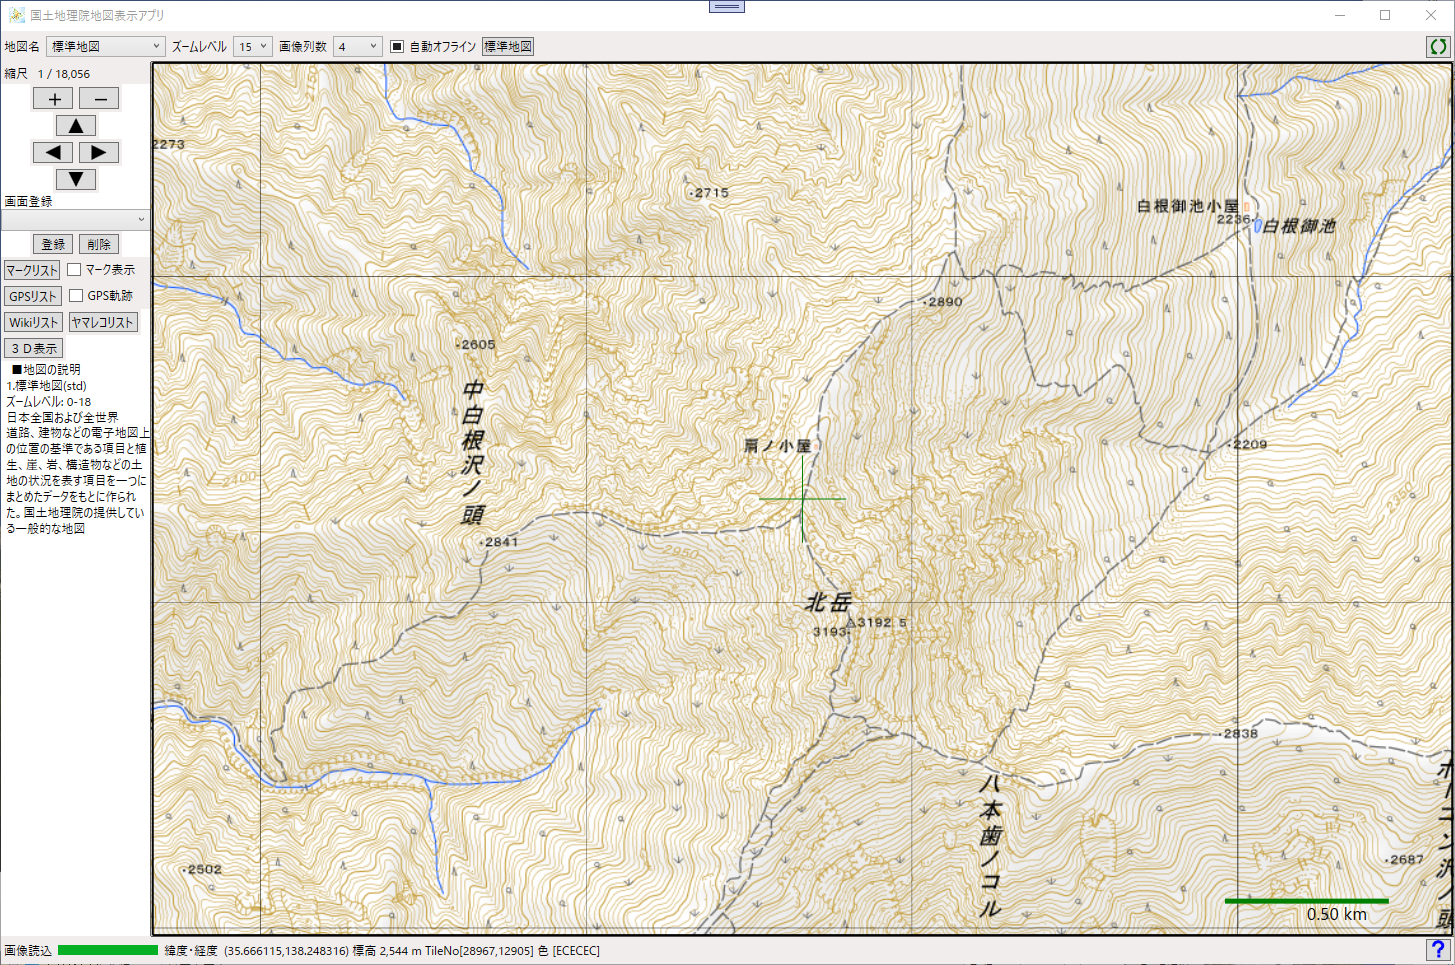 国土地理院地図表示アプリ
地図名 標準地図 ズームレベル 15 画像列数 4 自動オフライン 標準地図
縮尺 1 / 18,056
+ −
▲
◀ ▶
▼
画面登録
登録 削除
マークリスト マーク表示
GPSリスト GPS軌跡
Wikiリスト ヤマレコリスト
3D表示
■地図の説明
1.標準地図(std)
ズームレベル: 0-18
日本全国および全世界
道路、建物などの電子地図上
の位置の基準である項目と植
生、崖、岩、構造物などの土
地の状況を表す項目を一つに
まとめたデータをもとに作られ
た。国土地理院の提供してい
る一般的な地図
2150
2200
2650
2273
2715
白根御池小屋
2236
白根御池
2890
2605
中白根沢ノ頭
肩ノ小屋
2209
2400
2350
2841
2950
北岳
3192.5
3193
2838
八本歯ノコル
ボーコン沢ノ頭
2502
2687
0.50 km
画像読込 緯度・経度 (35.666115,138.248316) 標高 2,544 m TileNo[28967,12905] 色 [ECECEC]
?